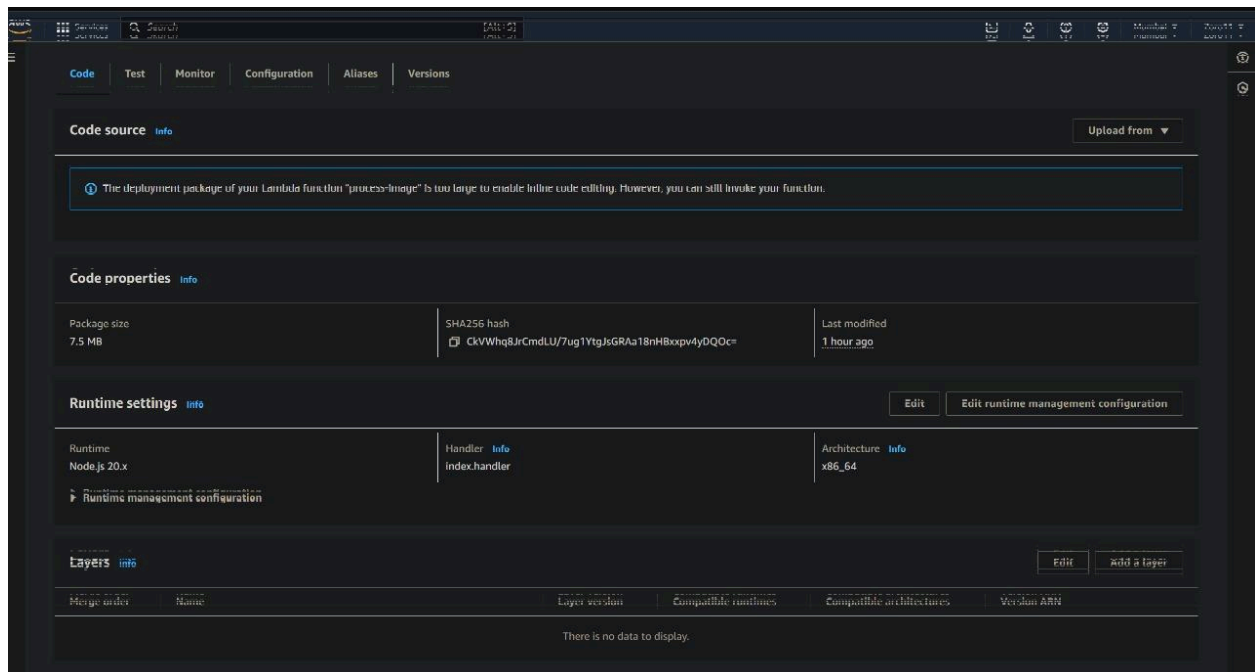 aws Services Search [Alt+S] Mumbai ▼ Zoro11 ▼
Code Test Monitor Configuration Aliases Versions
Code source Info Upload from ▼
The deployment package of your Lambda function "process-image" is too large to enable inline code editing. However, you can still invoke your function.
Code properties Info
Package size SHA256 hash Last modified
7.5 MB CkVWhq8JrCmdLU/7ug1YtgJsGRAa18nHBxxpv4yDQOc= 1 hour ago
Runtime settings Info Edit Edit runtime management configuration
Runtime Handler Info Architecture Info
Node.js 20.x index.handler x86_64
Runtime management configuration
Layers Info Edit Add a layer
Merge order Name Layer version Compatible runtimes Compatible architectures Version ARN
There is no data to display.